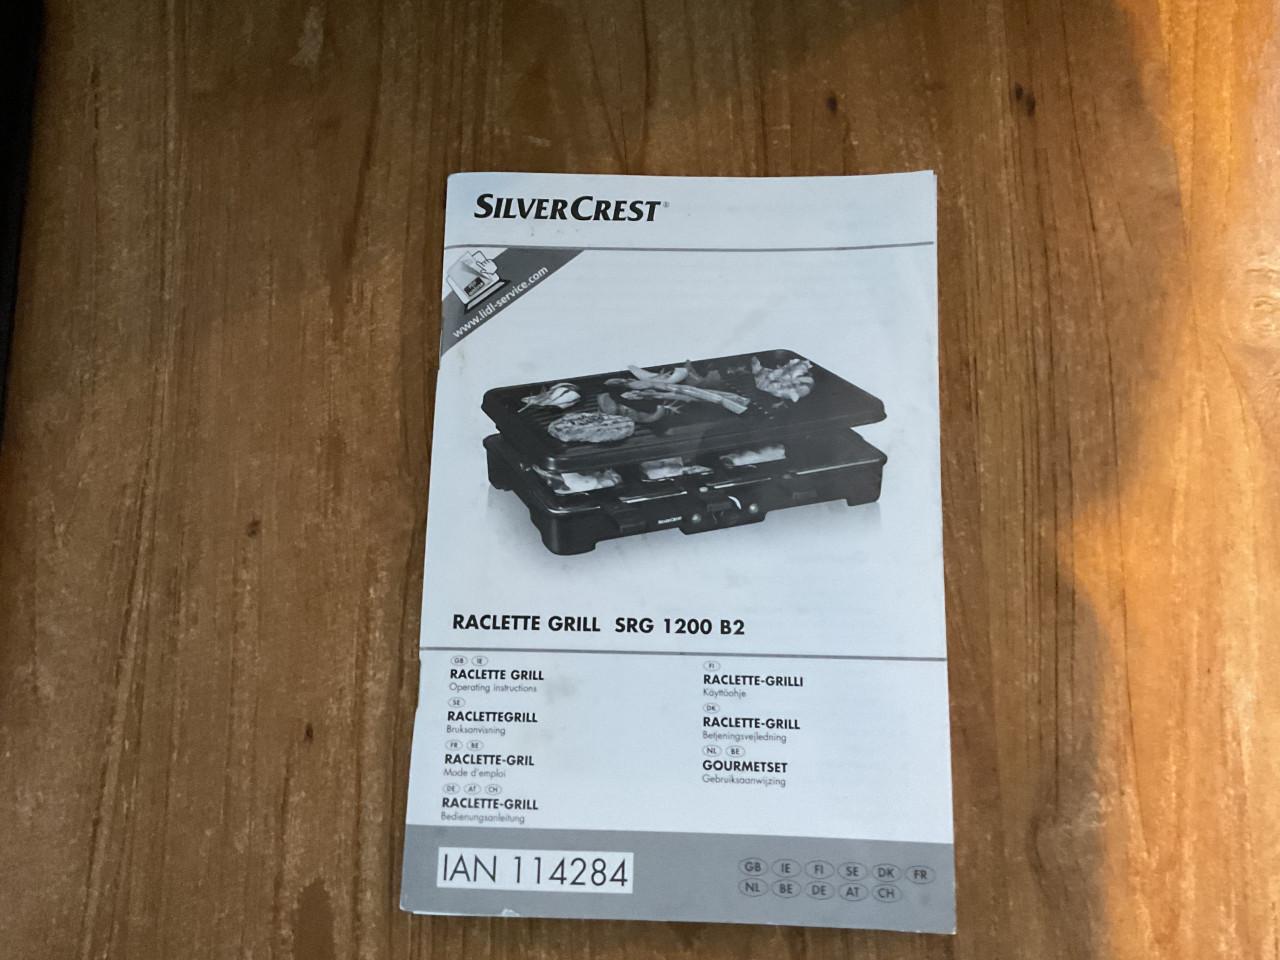 SILVERCREST®
www.lidl-service.com
SILVERCREST
RACLETTE GRILL SRG 1200 B2
GB IE
RACLETTE GRILL
Operating instructions
SE
RACLETTEGRILL
Bruksanvisning
FR BE
RACLETTE-GRIL
Mode d'emploi
DE AT CH
RACLETTE-GRILL
Bedienungsanleitung
FI
RACLETTE-GRILLI
Käyttöohje
DK
RACLETTE-GRILL
Betjeningsvejledning
NL BE
GOURMETSET
Gebruiksaanwijzing
IAN 114284
GB IE FI SE DK FR
NL BE DE AT CH